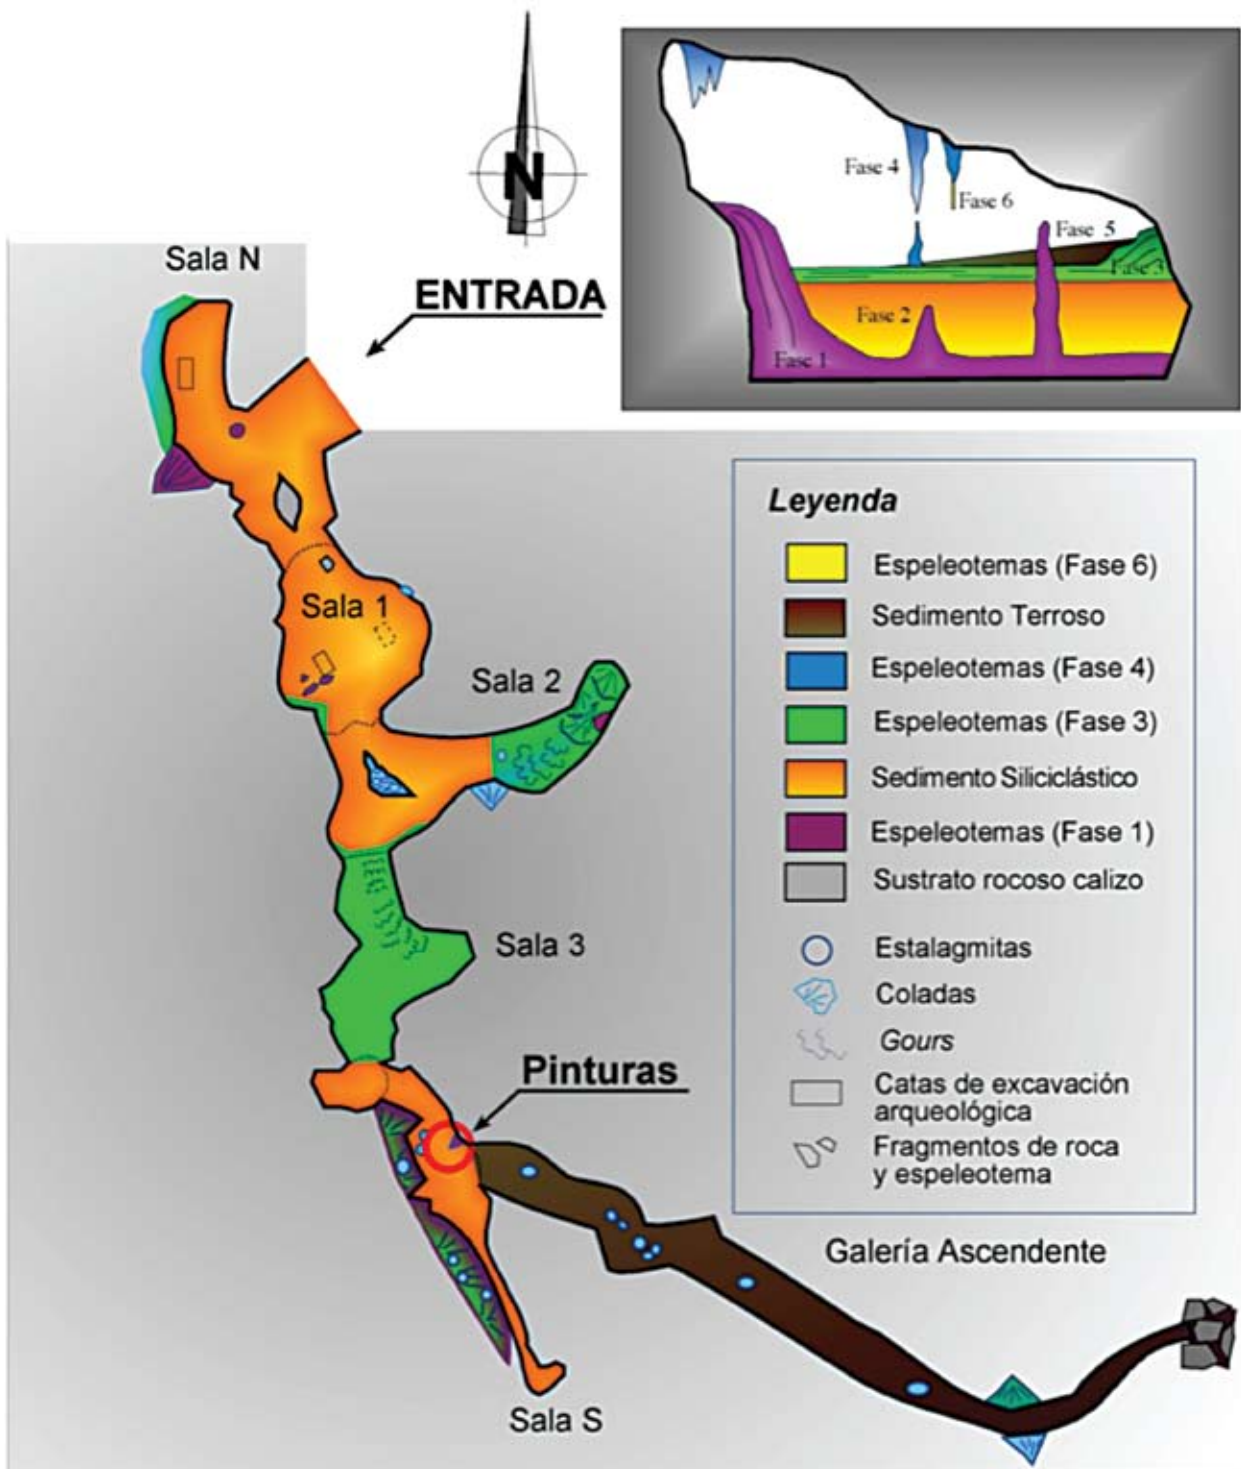 N
Sala N
ENTRADA
Fase 4
Fase 6
Fase 5
Fase 3
Fase 2
Fase 1
Sala 1
Sala 2
Sala 3
Pinturas
Sala S
Galería Ascendente
Leyenda
Espeleotemas (Fase 6)
Sedimento Terroso
Espeleotemas (Fase 4)
Espeleotemas (Fase 3)
Sedimento Siliciclástico
Espeleotemas (Fase 1)
Sustrato rocoso calizo
Estalagmitas
Coladas
Gours
Catas de excavación
arqueológica
Fragmentos de roca
y espeleotema